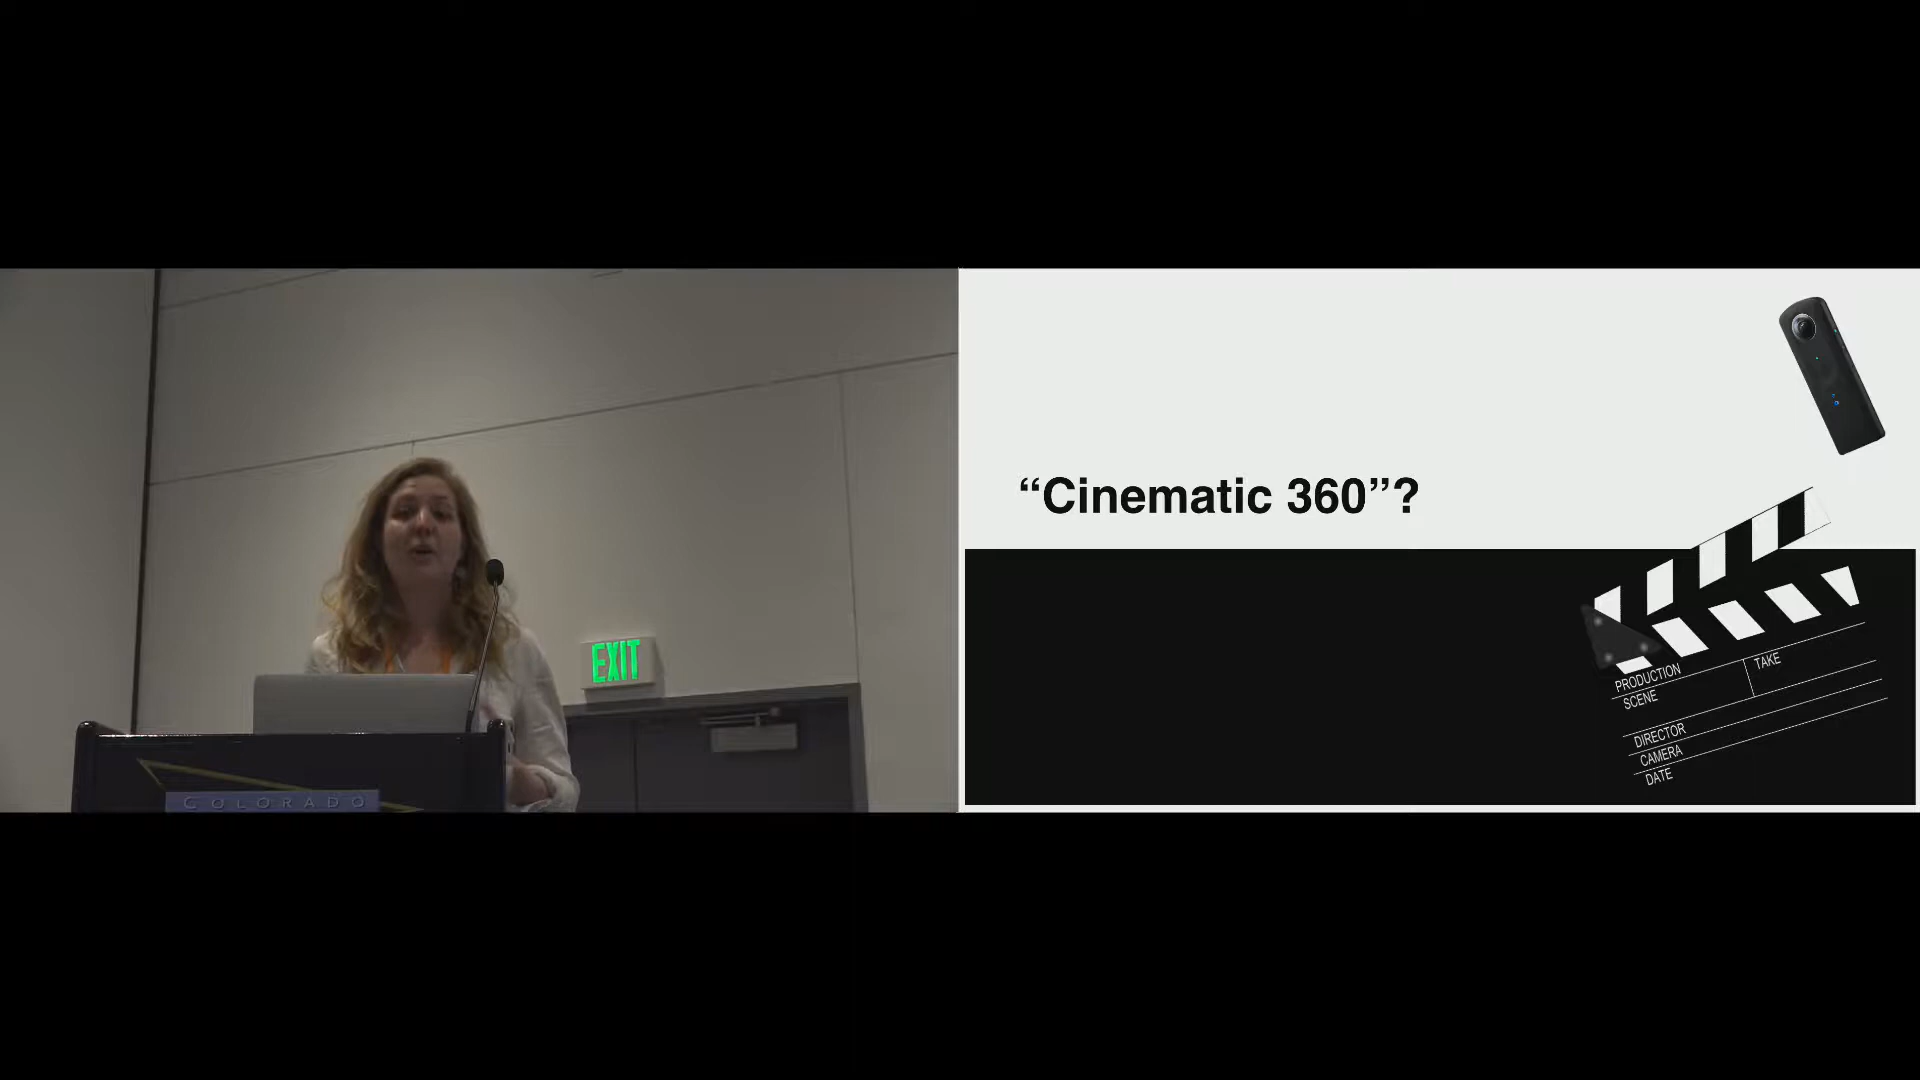 EXIT
COLORADO
“Cinematic 360”?
PRODUCTION
TAKE
SCENE
DIRECTOR
CAMERA
DATE